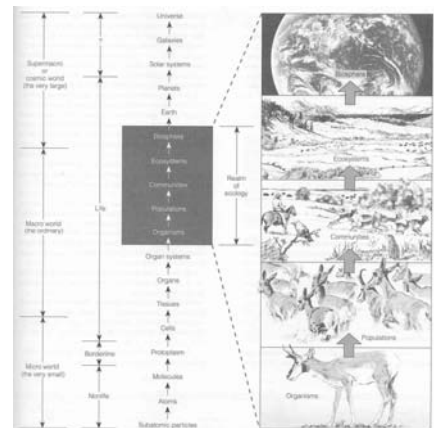 Universe
Galaxies
Solar systems
Planets
Earth
Biosphere
Ecosystems
Communities
Populations
Organisms
Organ systems
Organs
Tissues
Cells
Protoplasm
Molecules
Atoms
Subatomic particles
Supermacro
or
cosmic world
(the very large)
Macro world
(the ordinary)
Micro world
(the very small)
?
Life
Borderline
Nonlife
Realm
of
ecology
Biosphere
Ecosystems
Communities
Populations
Organisms